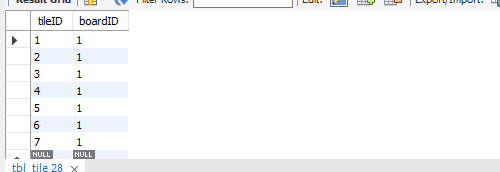 Result Grid Filter Rows: Edit: Export/Import:
tileID boardID
1 1
2 1
3 1
4 1
5 1
6 1
7 1
NULL NULL
tbl_tile 28 ×